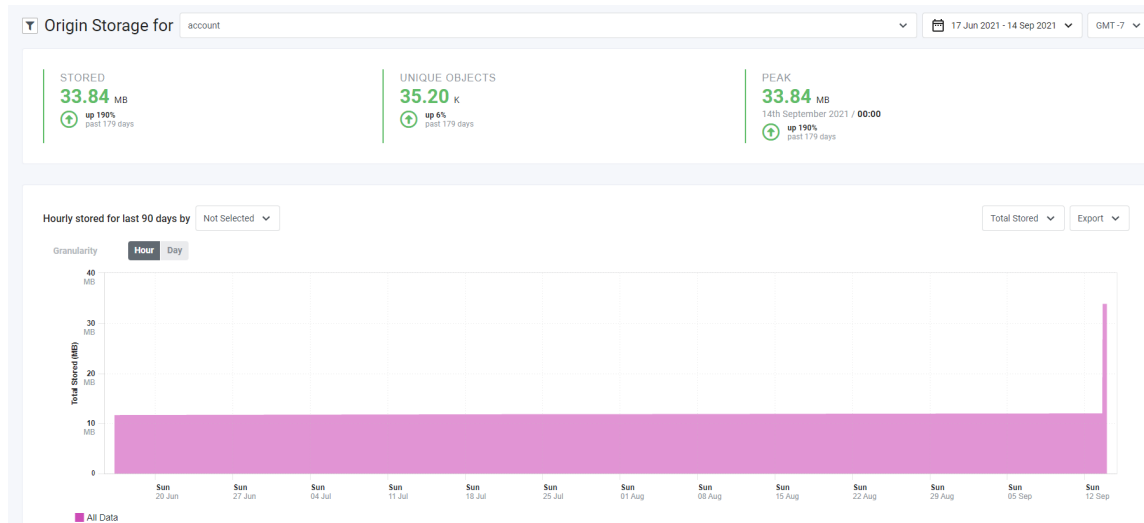 Origin Storage for account 17 Jun 2021 - 14 Sep 2021 GMT -7
STORED
33.84 MB
up 190%
past 179 days
UNIQUE OBJECTS
35.20 K
up 6%
past 179 days
PEAK
33.84 MB
14th September 2021 / 00:00
up 190%
past 179 days
Hourly stored for last 90 days by Not Selected Total Stored Export
Granularity Hour Day
Total Stored (MB)
40
MB
30
MB
20
MB
10
MB
0
Sun Sun Sun Sun Sun Sun Sun Sun Sun Sun Sun Sun Sun
20 Jun 27 Jun 04 Jul 11 Jul 18 Jul 25 Jul 01 Aug 08 Aug 15 Aug 22 Aug 29 Aug 05 Sep 12 Sep
All Data